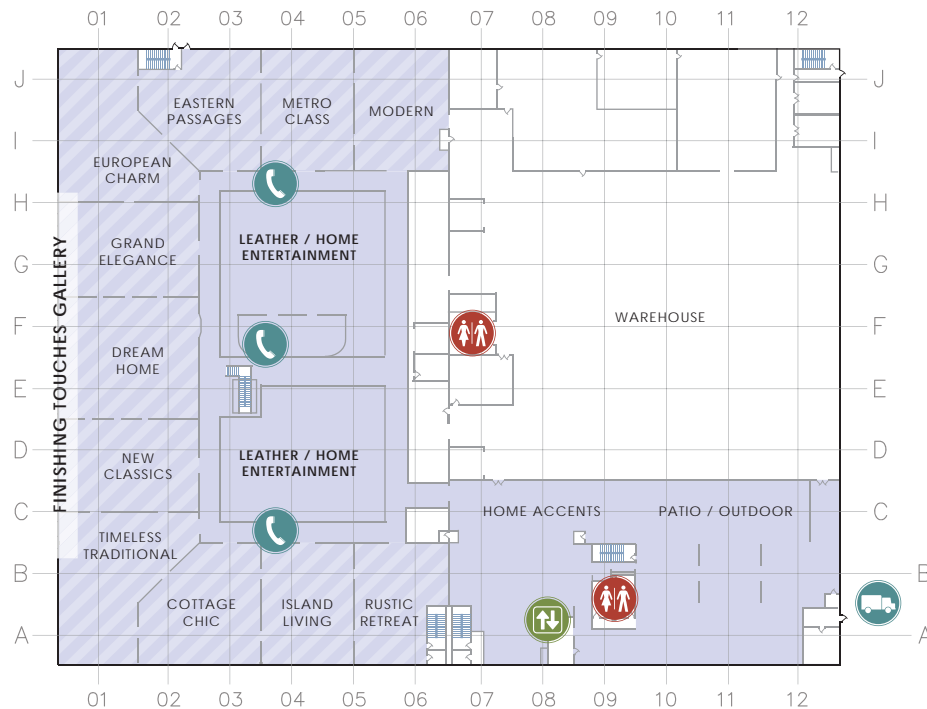 01 02 03 04 05 06 07 08 09 10 11 12
J J
EASTERN
PASSAGES
METRO
CLASS
MODERN
I I
EUROPEAN
CHARM
H H
GRAND
ELEGANCE
LEATHER / HOME
ENTERTAINMENT
G G
FINISHING TOUCHES GALLERY
WAREHOUSE
F F
DREAM
HOME
E E
D D
NEW
CLASSICS
LEATHER / HOME
ENTERTAINMENT
C C
HOME ACCENTS
PATIO / OUTDOOR
TIMELESS
TRADITIONAL
B B
COTTAGE
CHIC
ISLAND
LIVING
RUSTIC
RETREAT
A A
01 02 03 04 05 06 07 08 09 10 11 12